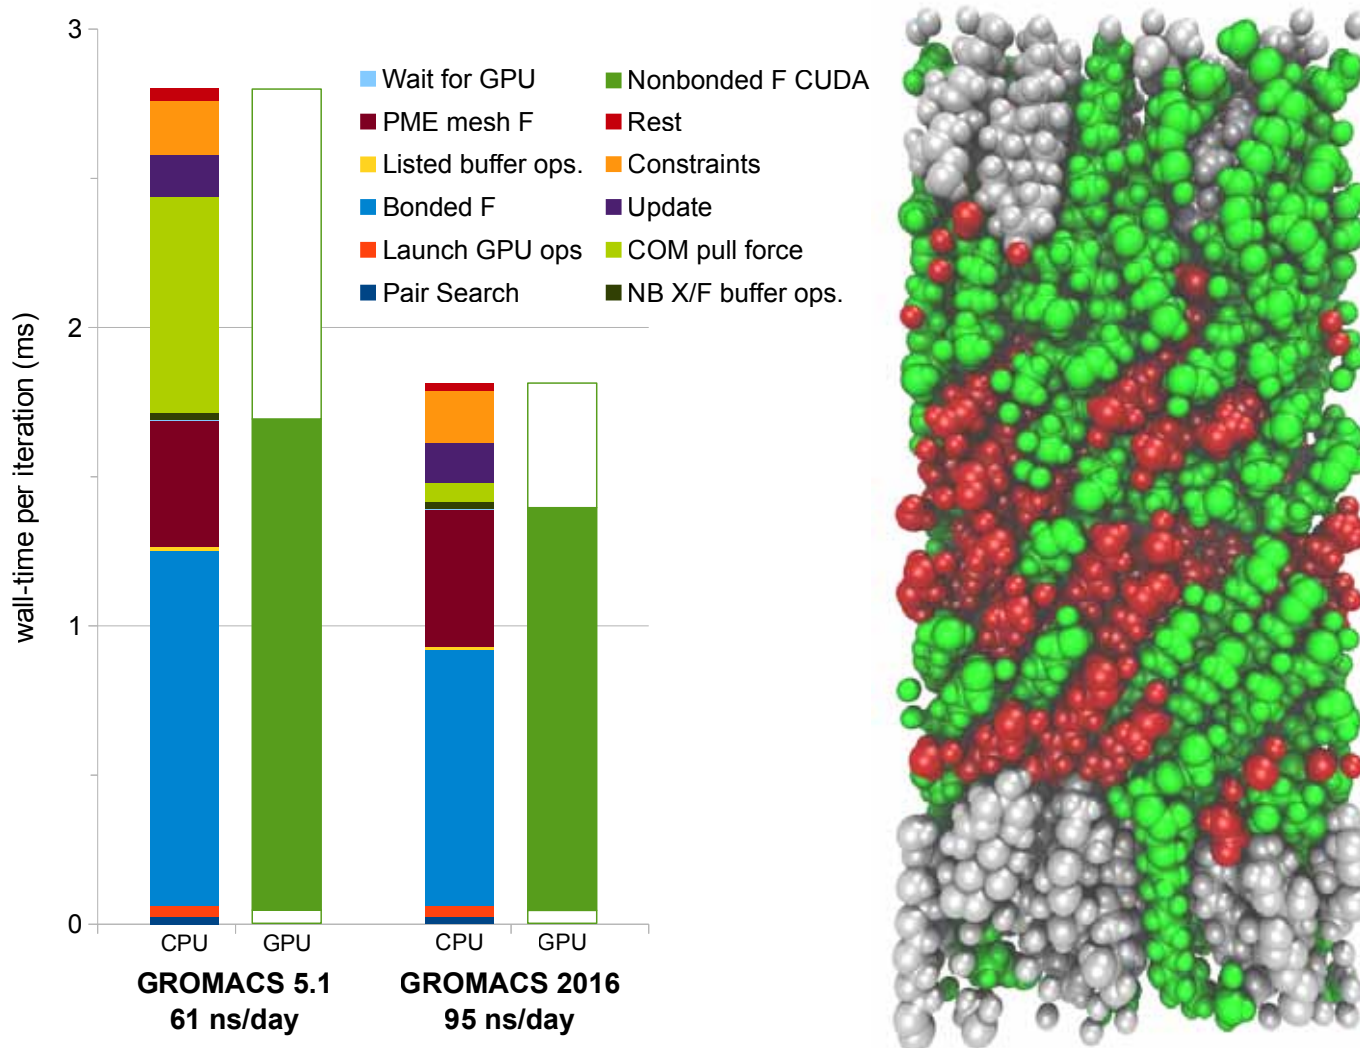 3
2
1
0
wall-time per iteration (ms)
Wait for GPU
PME mesh F
Listed buffer ops.
Bonded F
Launch GPU ops
Pair Search
Nonbonded F CUDA
Rest
Constraints
Update
COM pull force
NB X/F buffer ops.
CPU
GPU
CPU
GPU
GROMACS 5.1
61 ns/day
GROMACS 2016
95 ns/day